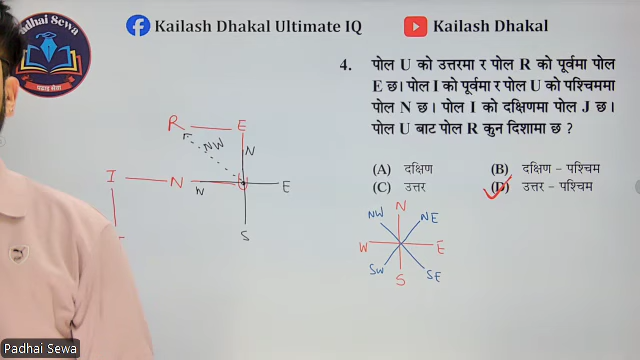 Padhai Sewa
पढाइ सेवा
Kailash Dhakal Ultimate IQ
Kailash Dhakal
4. पोल U को उत्तरमा र पोल R को पूर्वमा पोल
E छ। पोल I को पूर्वमा र पोल U को पश्चिममा
पोल N छ। पोल I को दक्षिणमा पोल J छ।
पोल U बाट पोल R कुन दिशामा छ ?
(A) दक्षिण (B) दक्षिण – पश्चिम
(C) उत्तर (D) उत्तर – पश्चिम
R E
NW N
I N W U E
S
N
NW NE
W E
SW SE
S
Padhai Sewa